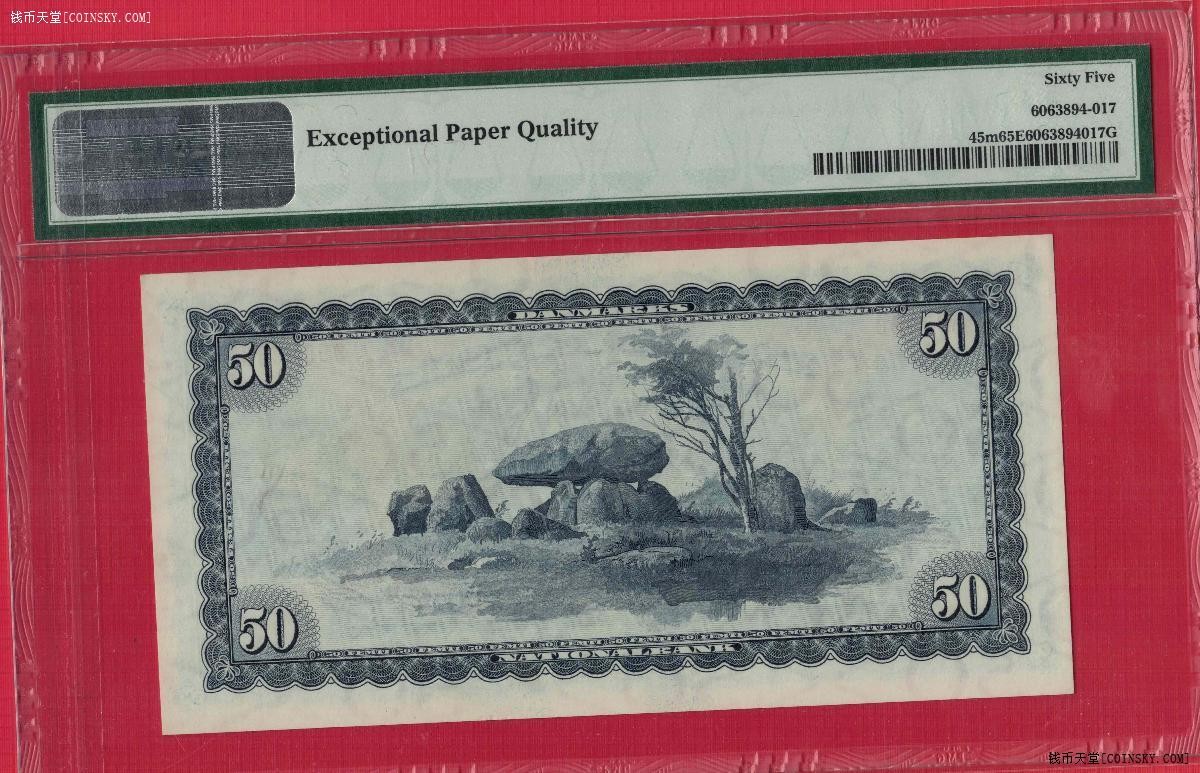 钱币天堂[COINSKY.COM]
Sixty Five
6063894-017
Exceptional Paper Quality
45m65E6063894017G
DANMARKS
50
50
50
50
NATIONALBANK
钱币天堂[COINSKY.COM]